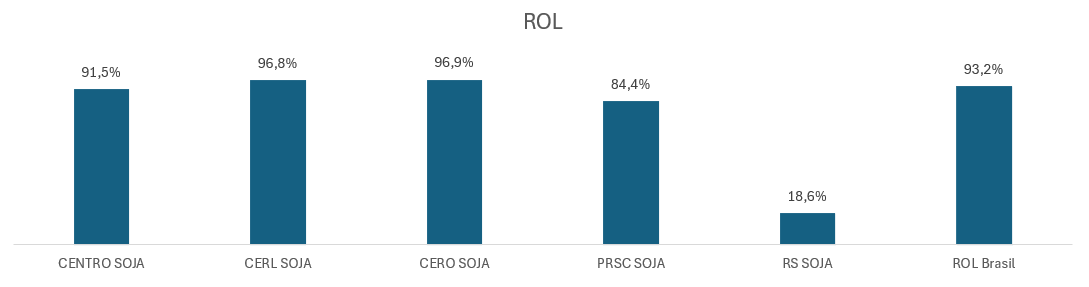 ROL
91,5%
96,8%
96,9%
84,4%
18,6%
93,2%
CENTRO SOJA
CERL SOJA
CERO SOJA
PRSC SOJA
RS SOJA
ROL Brasil